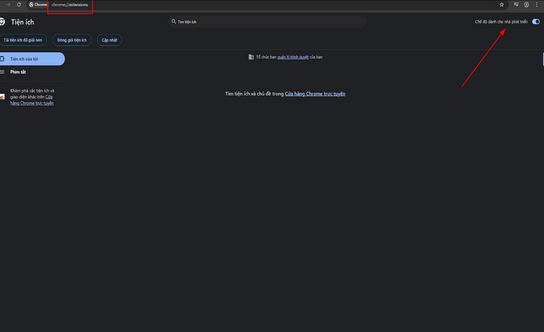 Chrome chrome://extensions
Tiện ích
Tìm tiện ích
Chế độ dành cho nhà phát triển
Tải tiện ích đã giải nén
Đóng gói tiện ích
Cập nhật
Tiện ích của tôi
Phím tắt
Khám phá các tiện ích và
giao diện khác trên Cửa
hàng Chrome trực tuyến
Tổ chức bạn quản lý trình duyệt của bạn
Tìm tiện ích và chủ đề trong Cửa hàng Chrome trực tuyến